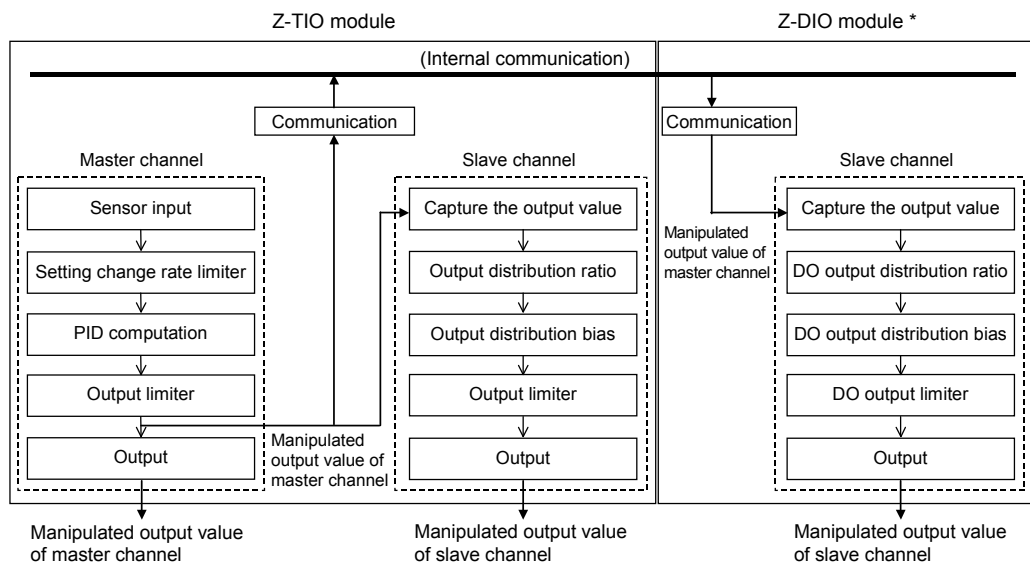 Z-TIO module
Z-DIO module *
(Internal communication)
Communication
Communication
Master channel
Slave channel
Slave channel
Sensor input
Setting change rate limiter
PID computation
Output limiter
Output
Manipulated
output value of
master channel
Capture the output value
Output distribution ratio
Output distribution bias
Output limiter
Output
Manipulated
output value of
master channel
Capture the output value
DO output distribution ratio
DO output distribution bias
DO output limiter
Output
Manipulated output value
of master channel
Manipulated output value
of slave channel
Manipulated output value
of slave channel